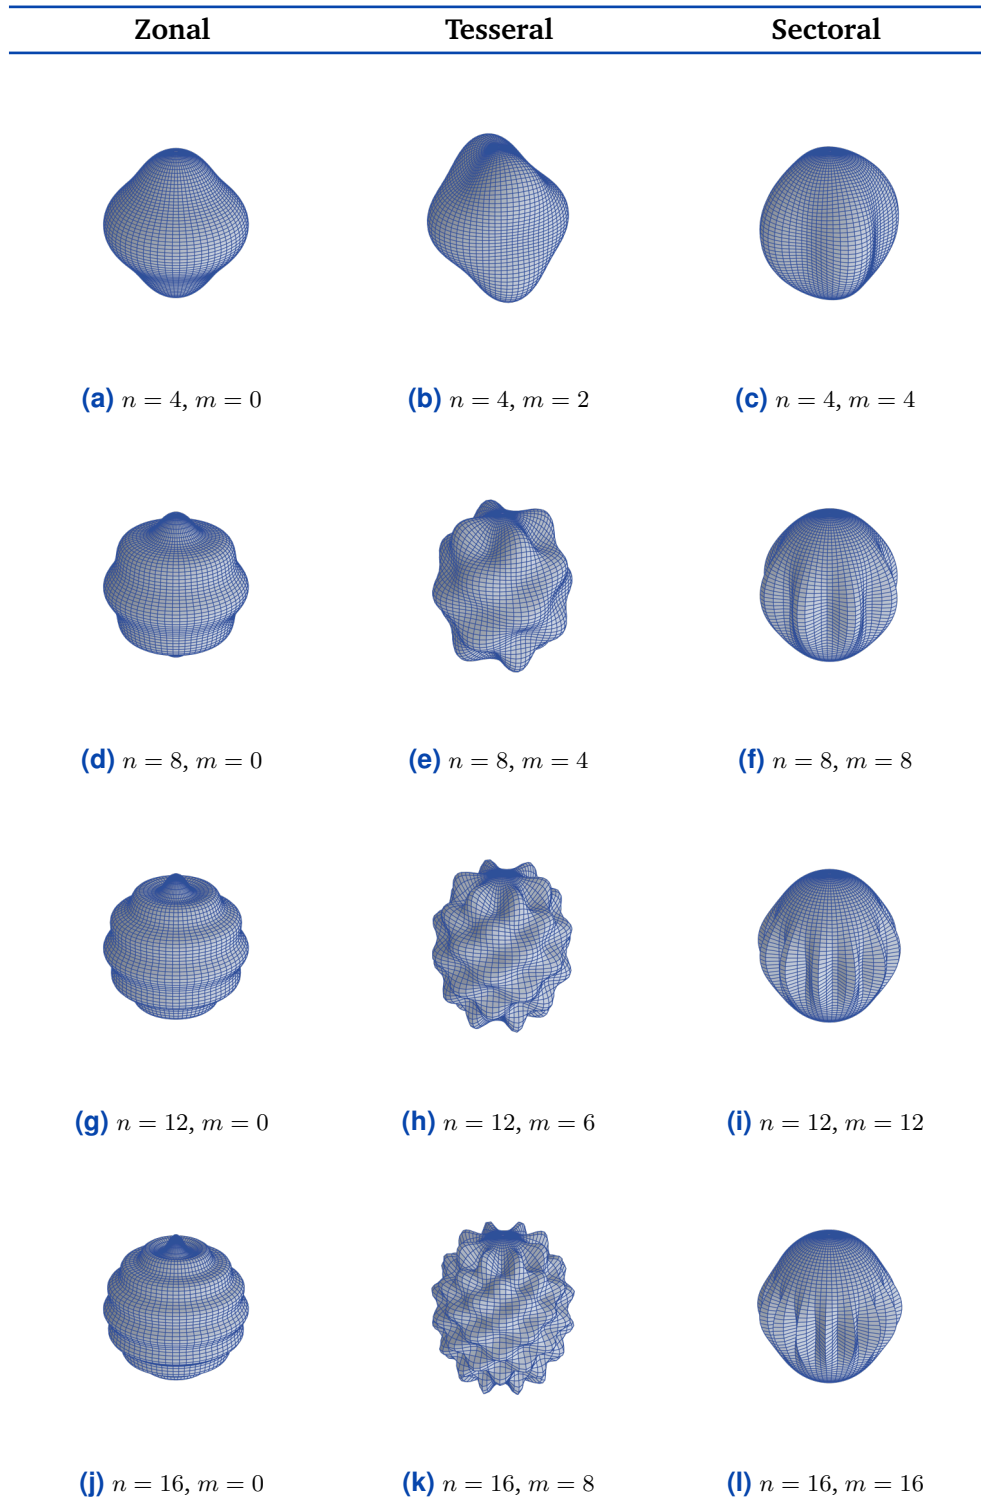 Zonal Tesseral Sectoral
(a) n = 4, m = 0 (b) n = 4, m = 2 (c) n = 4, m = 4
(d) n = 8, m = 0 (e) n = 8, m = 4 (f) n = 8, m = 8
(g) n = 12, m = 0 (h) n = 12, m = 6 (i) n = 12, m = 12
(j) n = 16, m = 0 (k) n = 16, m = 8 (l) n = 16, m = 16